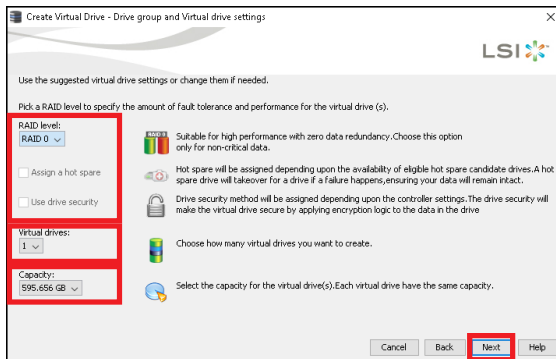 Create Virtual Drive - Drive group and Virtual drive settings
LSI
Use the suggested virtual drive settings or change them if needed.
Pick a RAID level to specify the amount of fault tolerance and performance for the virtual drive (s).
RAID level:
RAID 0
RAID 0
Suitable for high performance with zero data redundancy.Choose this option
only for non-critical data.
Assign a hot spare
Hot spare will be assigned depending upon the availability of eligible hot spare candidate drives.A hot
spare drive will takeover for a drive if a failure happens,ensuring your data will remain intact.
Use drive security
Drive security method will be assigned depending upon the controller settings.The drive security will
make the virtual drive secure by applying encryption logic to the data in the drive
Virtual drives:
1
Choose how many virtual drives you want to create.
Capacity:
595.656 GB
Select the capacity for the virtual drive(s).Each virtual drive have the same capacity.
Cancel Back Next Help